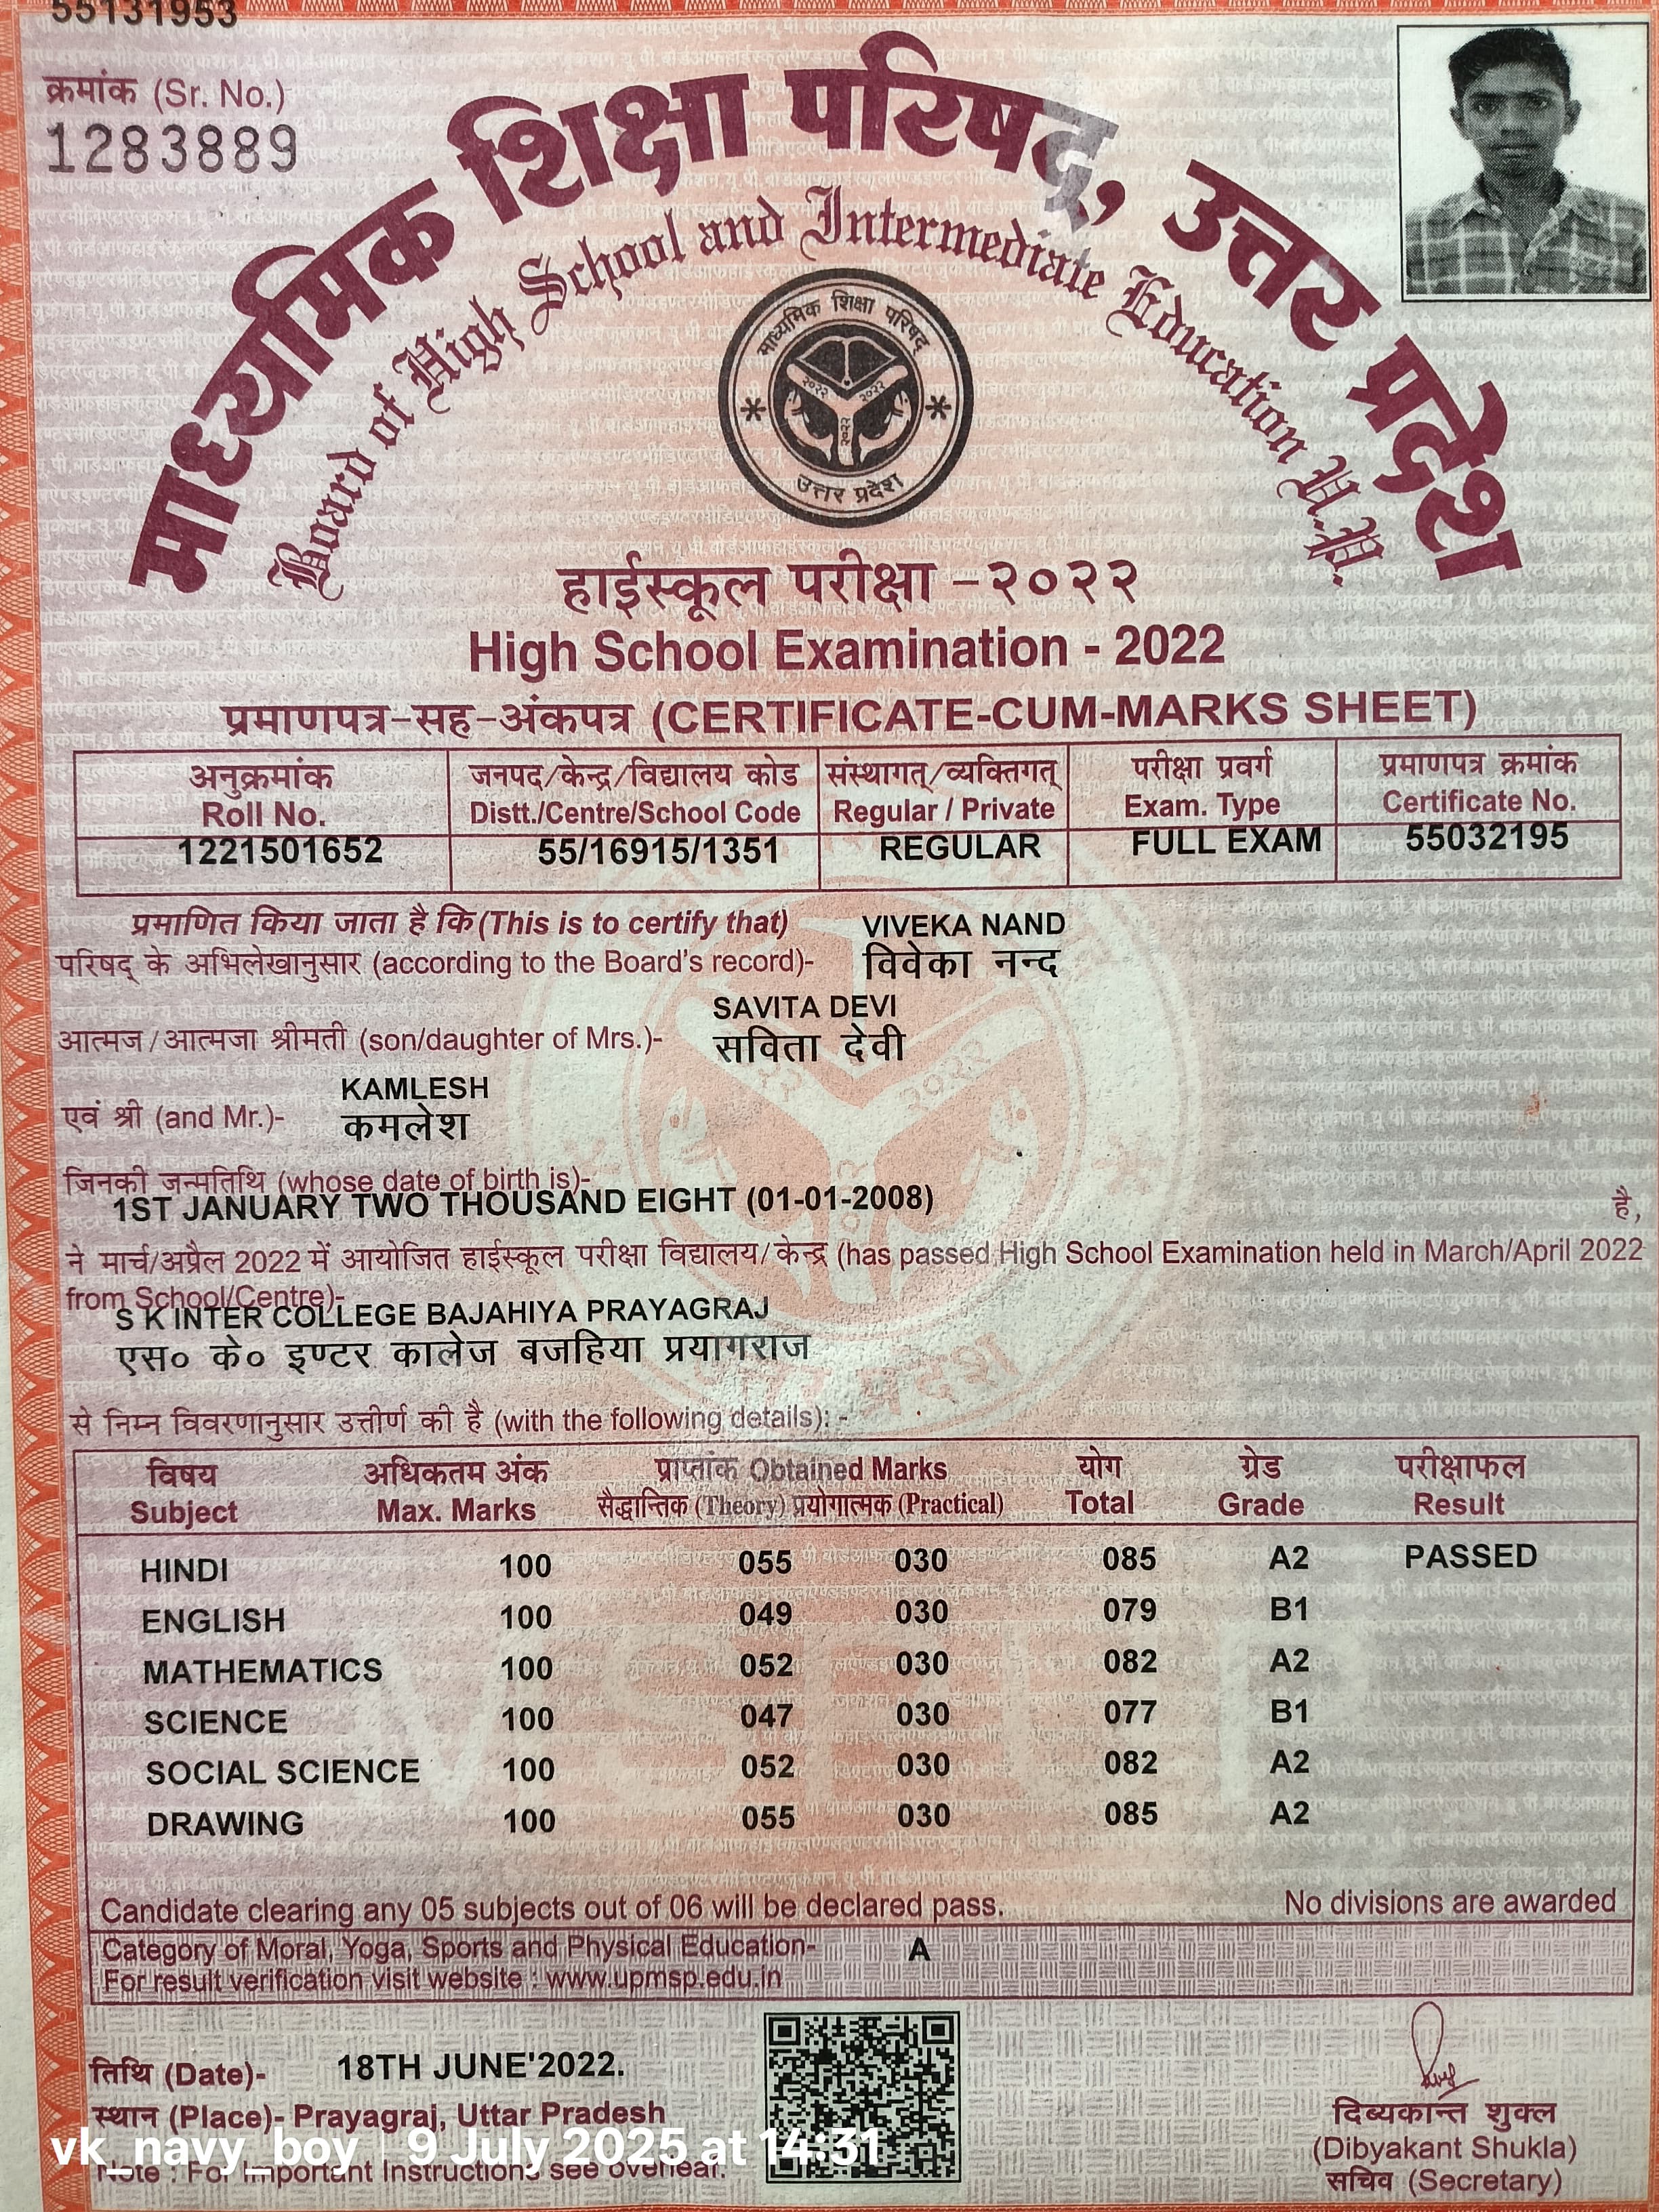 55131953
क्रमांक (Sr. No.)
1283889
माध्यमिक शिक्षा परिषद्, उत्तर प्रदेश
Board of High School and Intermediate Education U.P.
माध्यमिक शिक्षा परिषद्
२०२२ २०२२
२०२२
उत्तर प्रदेश
हाईस्कूल परीक्षा -२०२२
High School Examination - 2022
प्रमाणपत्र-सह-अंकपत्र (CERTIFICATE-CUM-MARKS SHEET)
अनुक्रमांक जनपद/केन्द्र/विद्यालय कोड संस्थागत्/व्यक्तिगत् परीक्षा प्रवर्ग प्रमाणपत्र क्रमांक
Roll No. Distt./Centre/School Code Regular / Private Exam. Type Certificate No.
1221501652 55/16915/1351 REGULAR FULL EXAM 55032195
प्रमाणित किया जाता है कि (This is to certify that) VIVEKA NAND
परिषद् के अभिलेखानुसार (according to the Board's record)- विवेका नन्द
SAVITA DEVI
आत्मज/आत्मजा श्रीमती (son/daughter of Mrs.)- सविता देवी
KAMLESH
एवं श्री (and Mr.)- कमलेश
जिनकी जन्मतिथि (whose date of birth is)-
1ST JANUARY TWO THOUSAND EIGHT (01-01-2008) है,
ने मार्च/अप्रैल 2022 में आयोजित हाईस्कूल परीक्षा विद्यालय/केन्द्र (has passed High School Examination held in March/April 2022
from School/Centre)-
S K INTER COLLEGE BAJAHIYA PRAYAGRAJ
एस० के० इण्टर कालेज बजहिया प्रयागराज
से निम्न विवरणानुसार उत्तीर्ण की है (with the following details): -
विषय अधिकतम अंक प्राप्तांक Obtained Marks योग ग्रेड परीक्षाफल
Subject Max. Marks सैद्धान्तिक (Theory) प्रयोगात्मक (Practical) Total Grade Result
HINDI 100 055 030 085 A2 PASSED
ENGLISH 100 049 030 079 B1
MATHEMATICS 100 052 030 082 A2
SCIENCE 100 047 030 077 B1
SOCIAL SCIENCE 100 052 030 082 A2
DRAWING 100 055 030 085 A2
Candidate clearing any 05 subjects out of 06 will be declared pass. No divisions are awarded
Category of Moral, Yoga, Sports and Physical Education- A
For result verification visit website : www.upmsp.edu.in
तिथि (Date)- 18TH JUNE'2022.
स्थान (Place)- Prayagraj, Uttar Pradesh
vk_navy_boy | 9 July 2025 at 14:31
Note : For Important Instructions see overleaf.
दिब्यकान्त शुक्ल
(Dibyakant Shukla)
सचिव (Secretary)